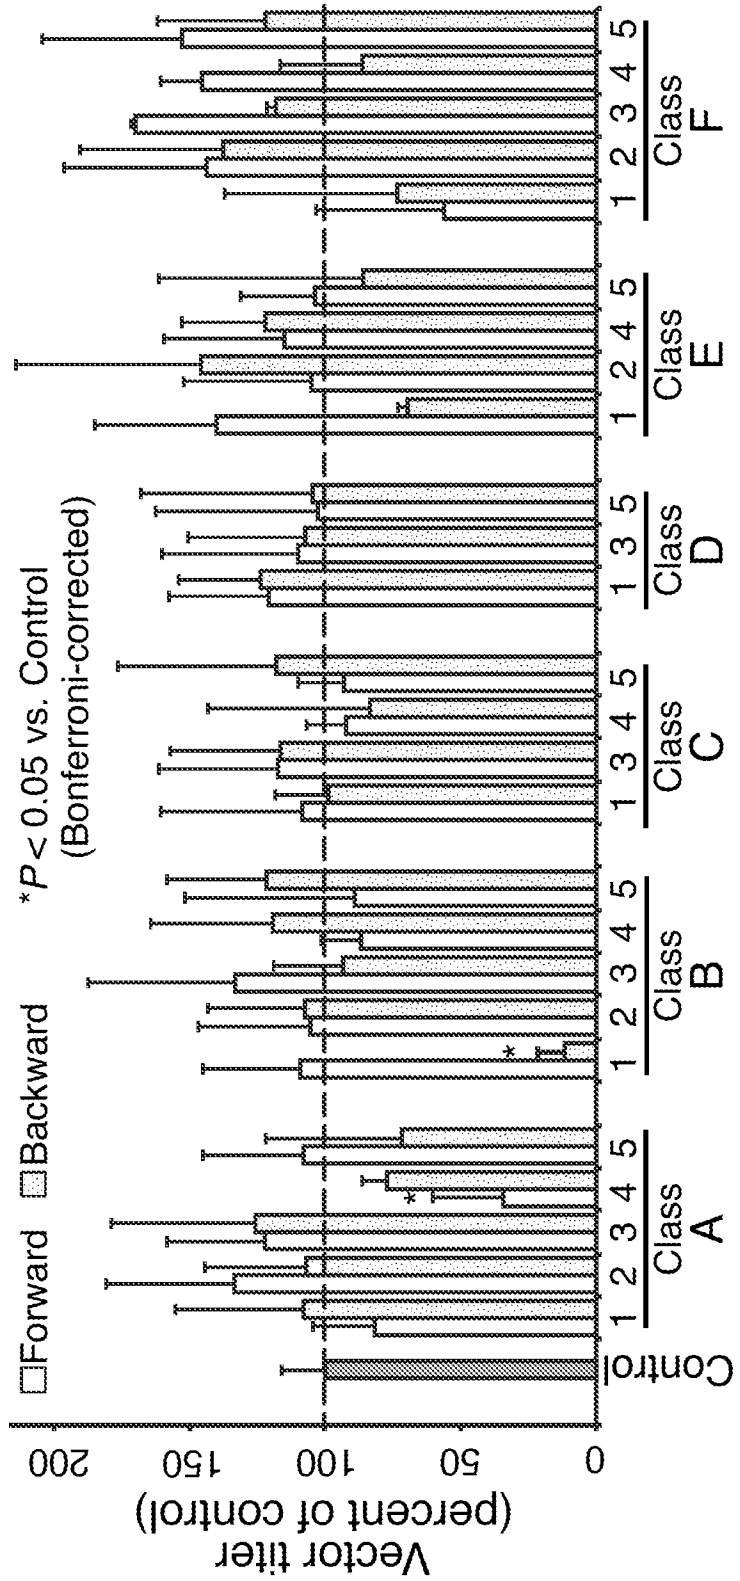 Vector titer
(percent of control)
200
150
100
50
0
Forward Backward
*P < 0.05 vs. Control
(Bonferroni-corrected)
*
*
Control
1 2 3 4 5
Class
A
1 2 3 4 5
Class
B
1 3 4 5
Class
C
1 3 5
Class
D
1 2 4 5
Class
E
1 2 3 4 5
Class
F